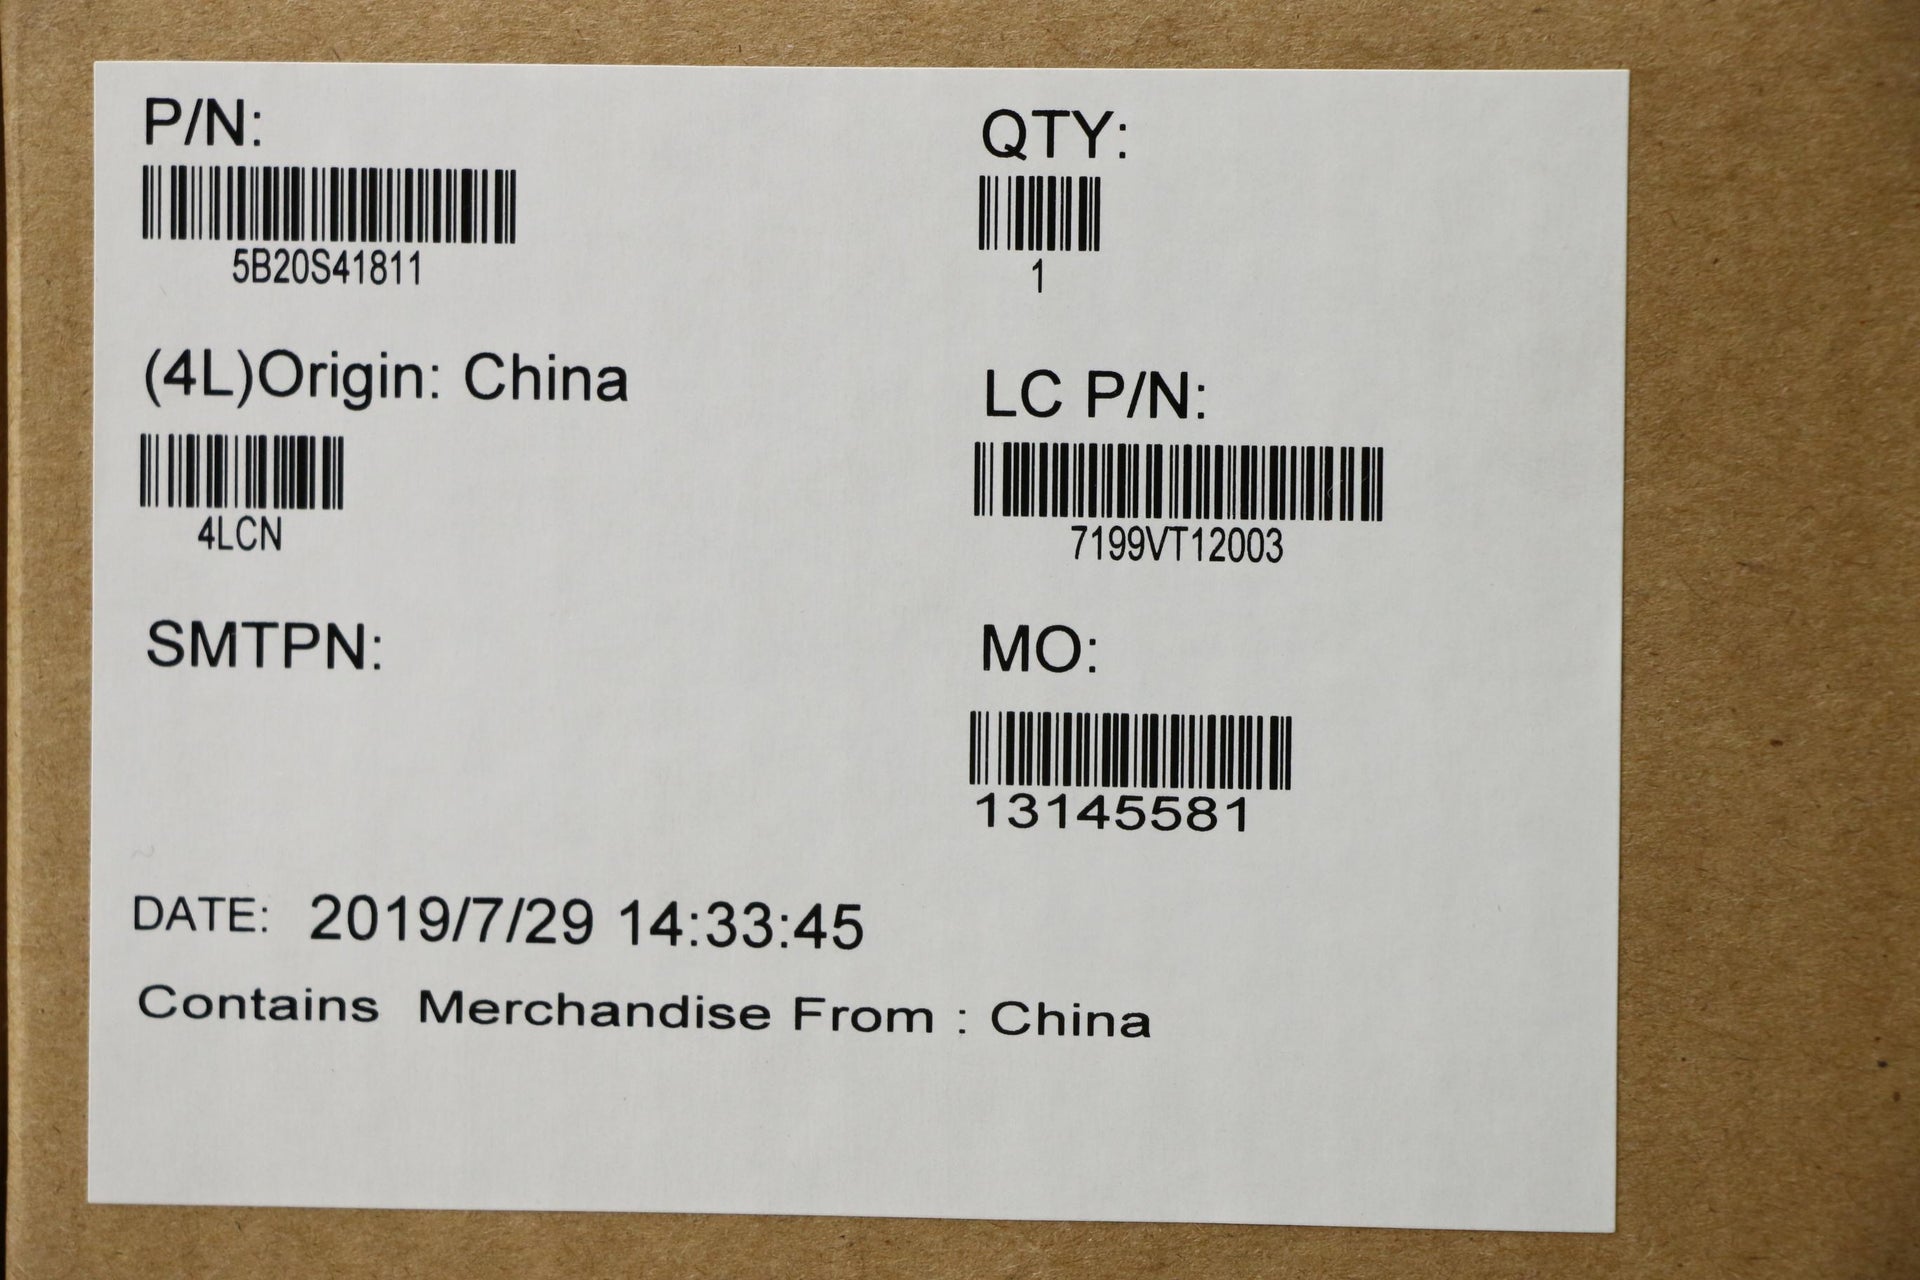 P/N:
5B20S41811
QTY:
1
(4L)Origin: China
4LCN
LC P/N:
7199VT12003
SMTPN:
MO:
13145581
DATE: 2019/7/29 14:33:45
Contains Merchandise From : China